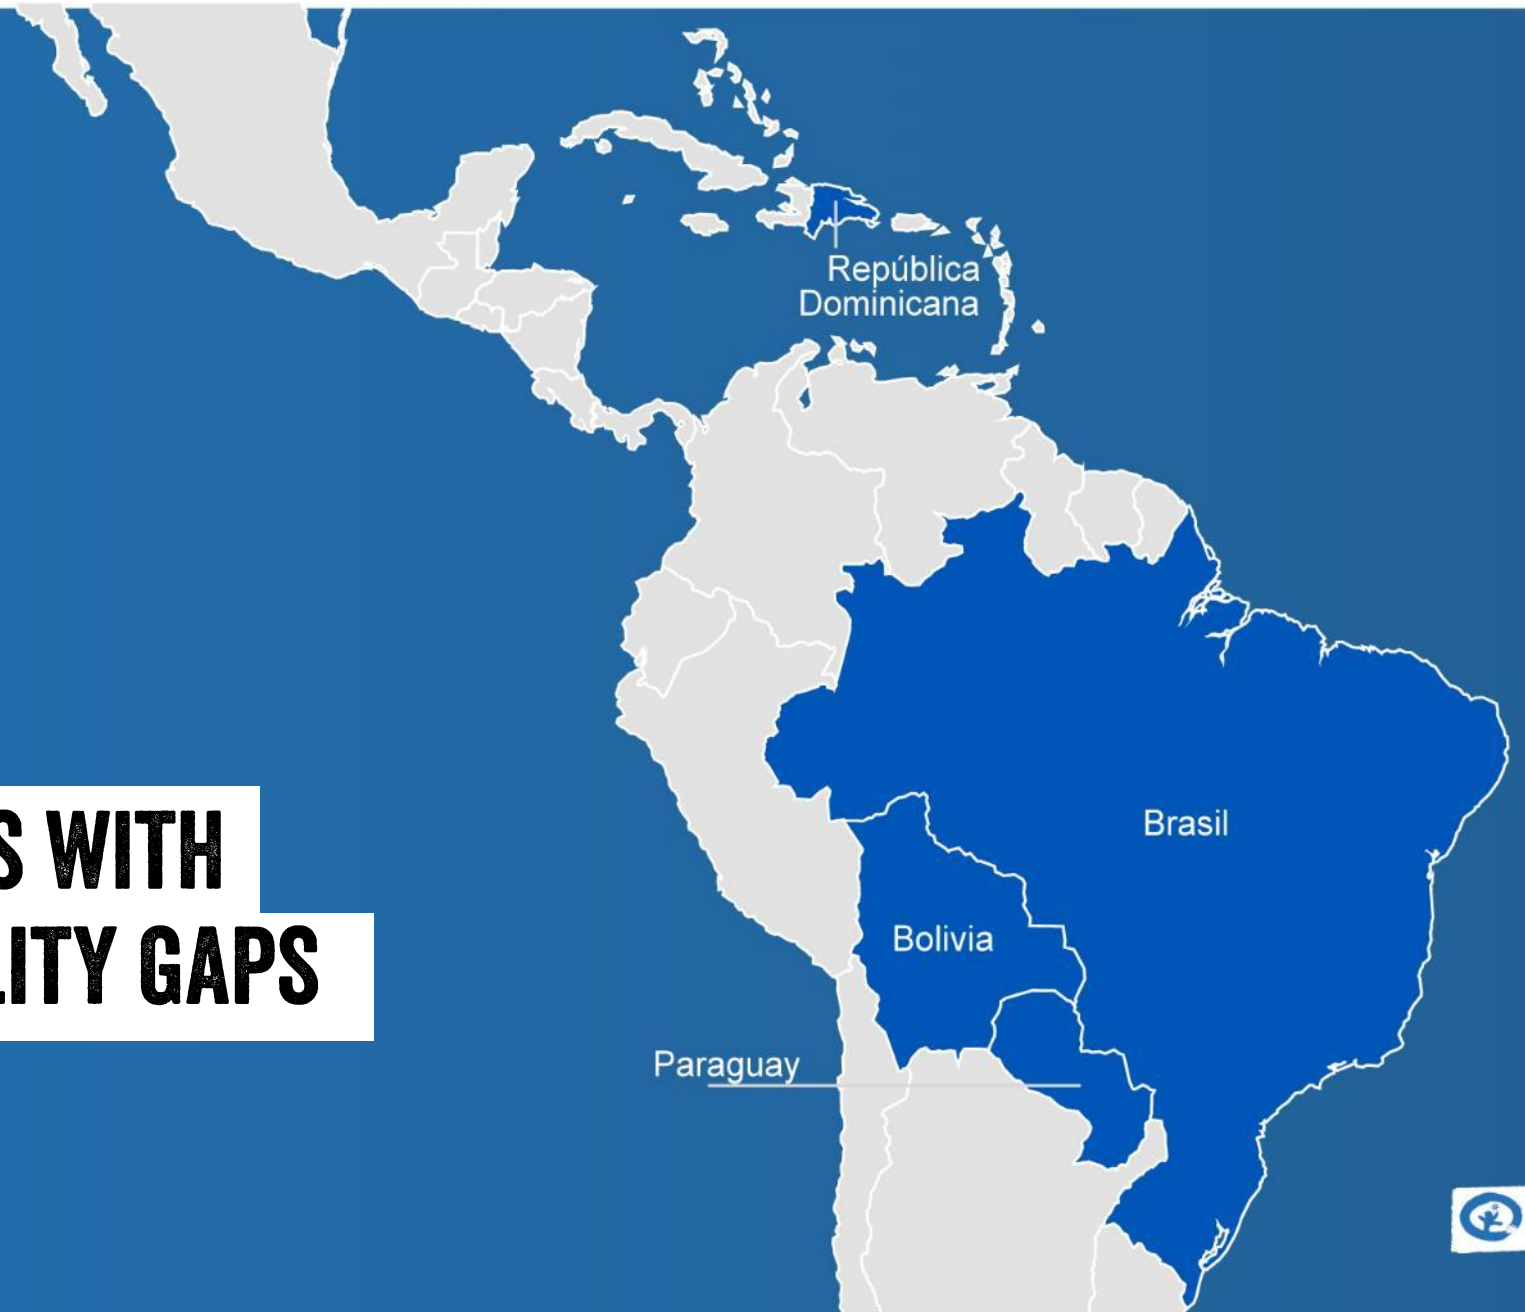 República
Dominicana
S WITH
LITY GAPS
Brasil
Bolivia
Paraguay